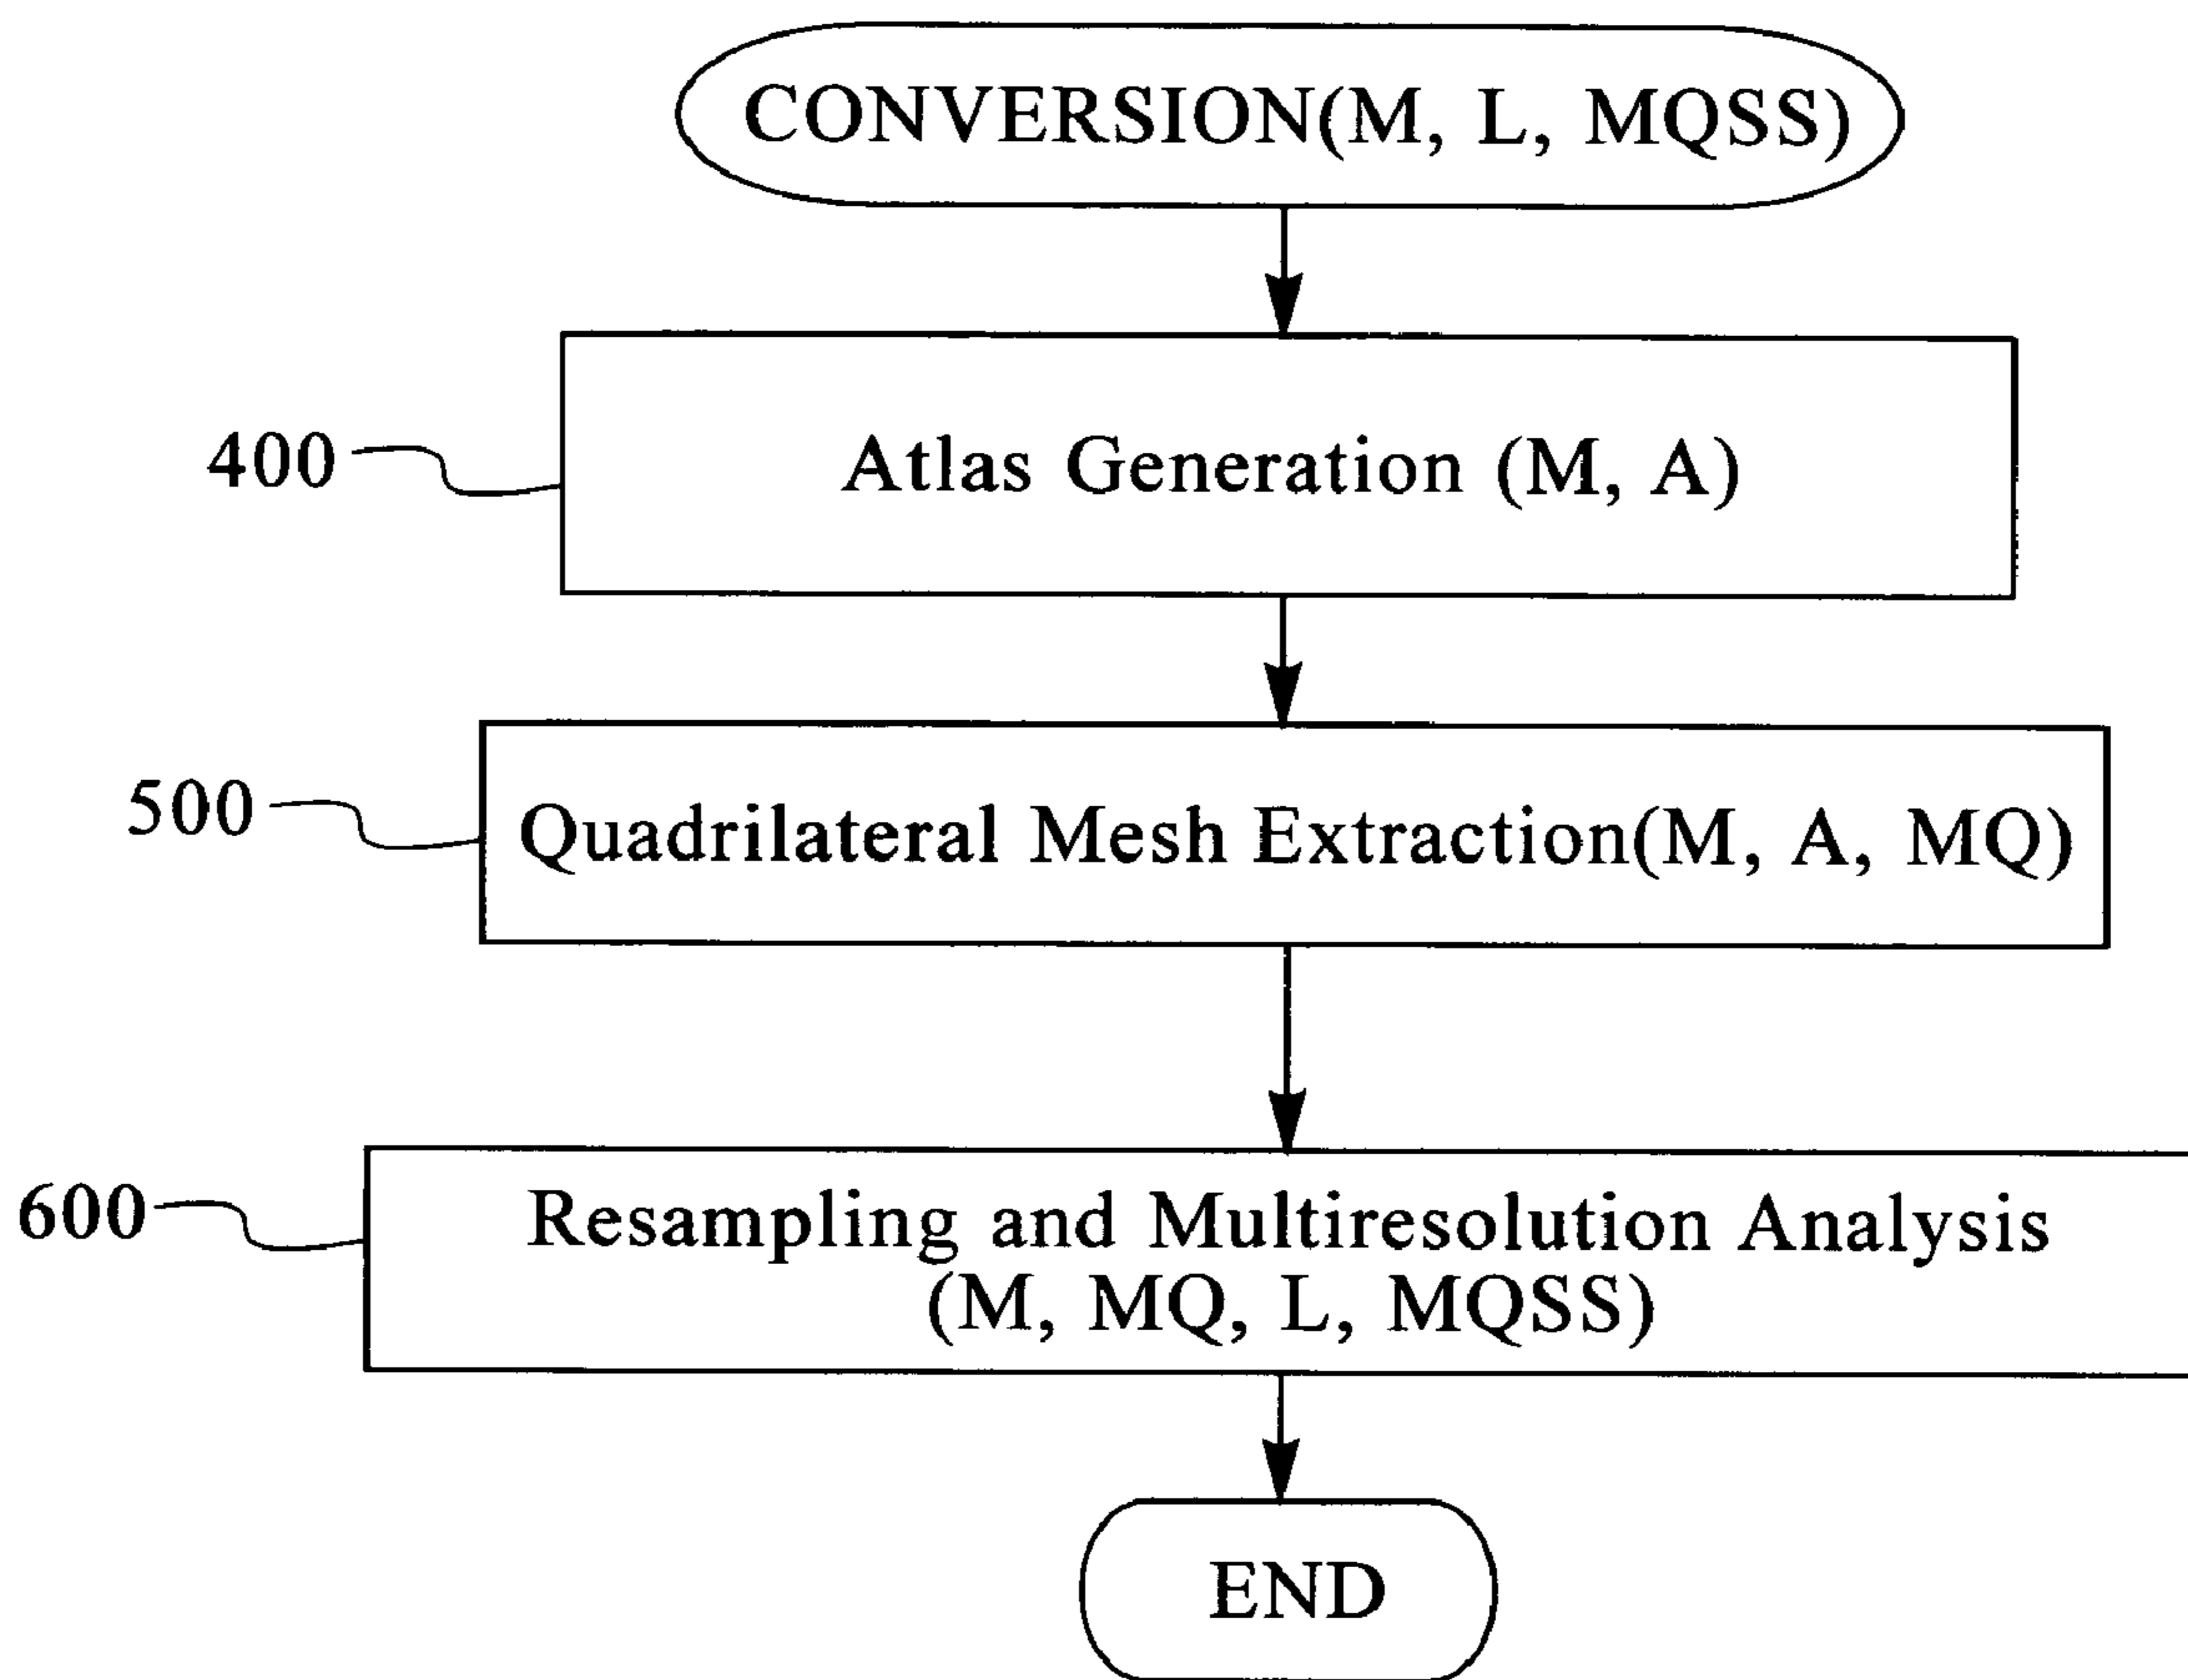 CONVERSION(M, L, MQSS)
400
Atlas Generation (M, A)
500
Quadrilateral Mesh Extraction(M, A, MQ)
600
Resampling and Multiresolution Analysis
(M, MQ, L, MQSS)
END